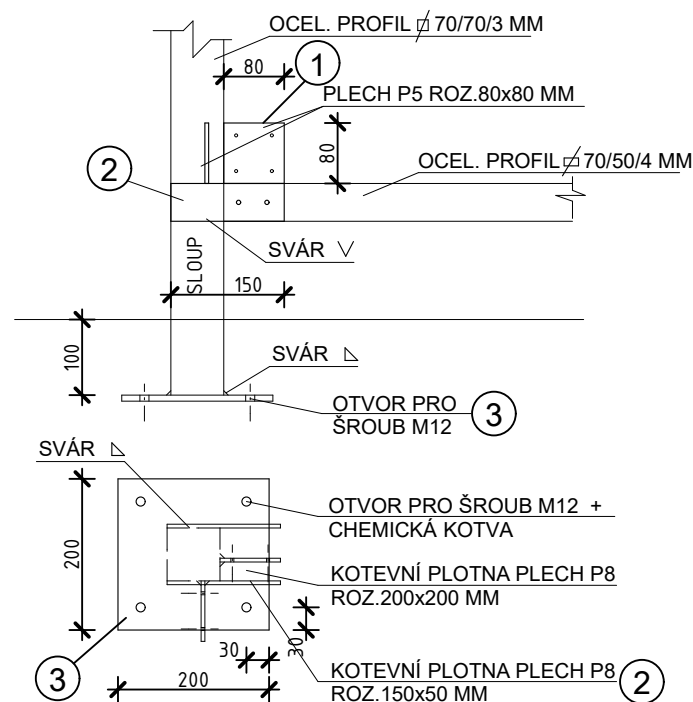 OCEL. PROFIL 70/70/3 MM
80
1
PLECH P5 ROZ.80x80 MM
80
2
OCEL. PROFIL 70/50/4 MM
SVÁR
SLOUP
150
100
SVÁR
OTVOR PRO
ŠROUB M12
3
SVÁR
OTVOR PRO ŠROUB M12 +
CHEMICKÁ KOTVA
200
KOTEVNÍ PLOTNA PLECH P8
ROZ.200x200 MM
30
30
3
200
KOTEVNÍ PLOTNA PLECH P8
ROZ.150x50 MM
2